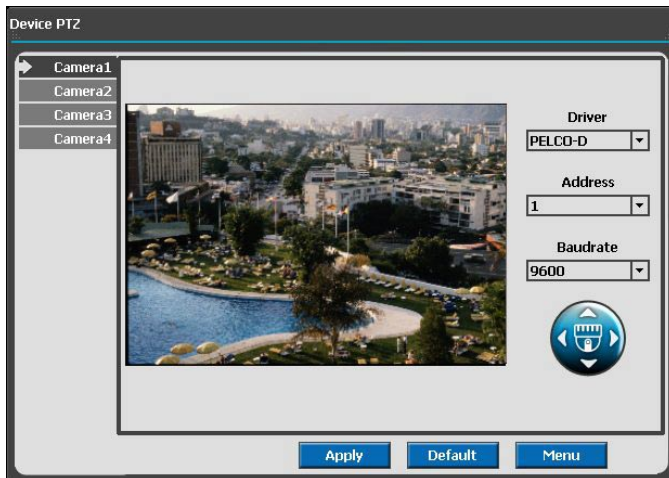 Device PTZ
Camera1
Camera2
Camera3
Camera4
Driver
PELCO-D
Address
1
Baudrate
9600
Apply Default Menu